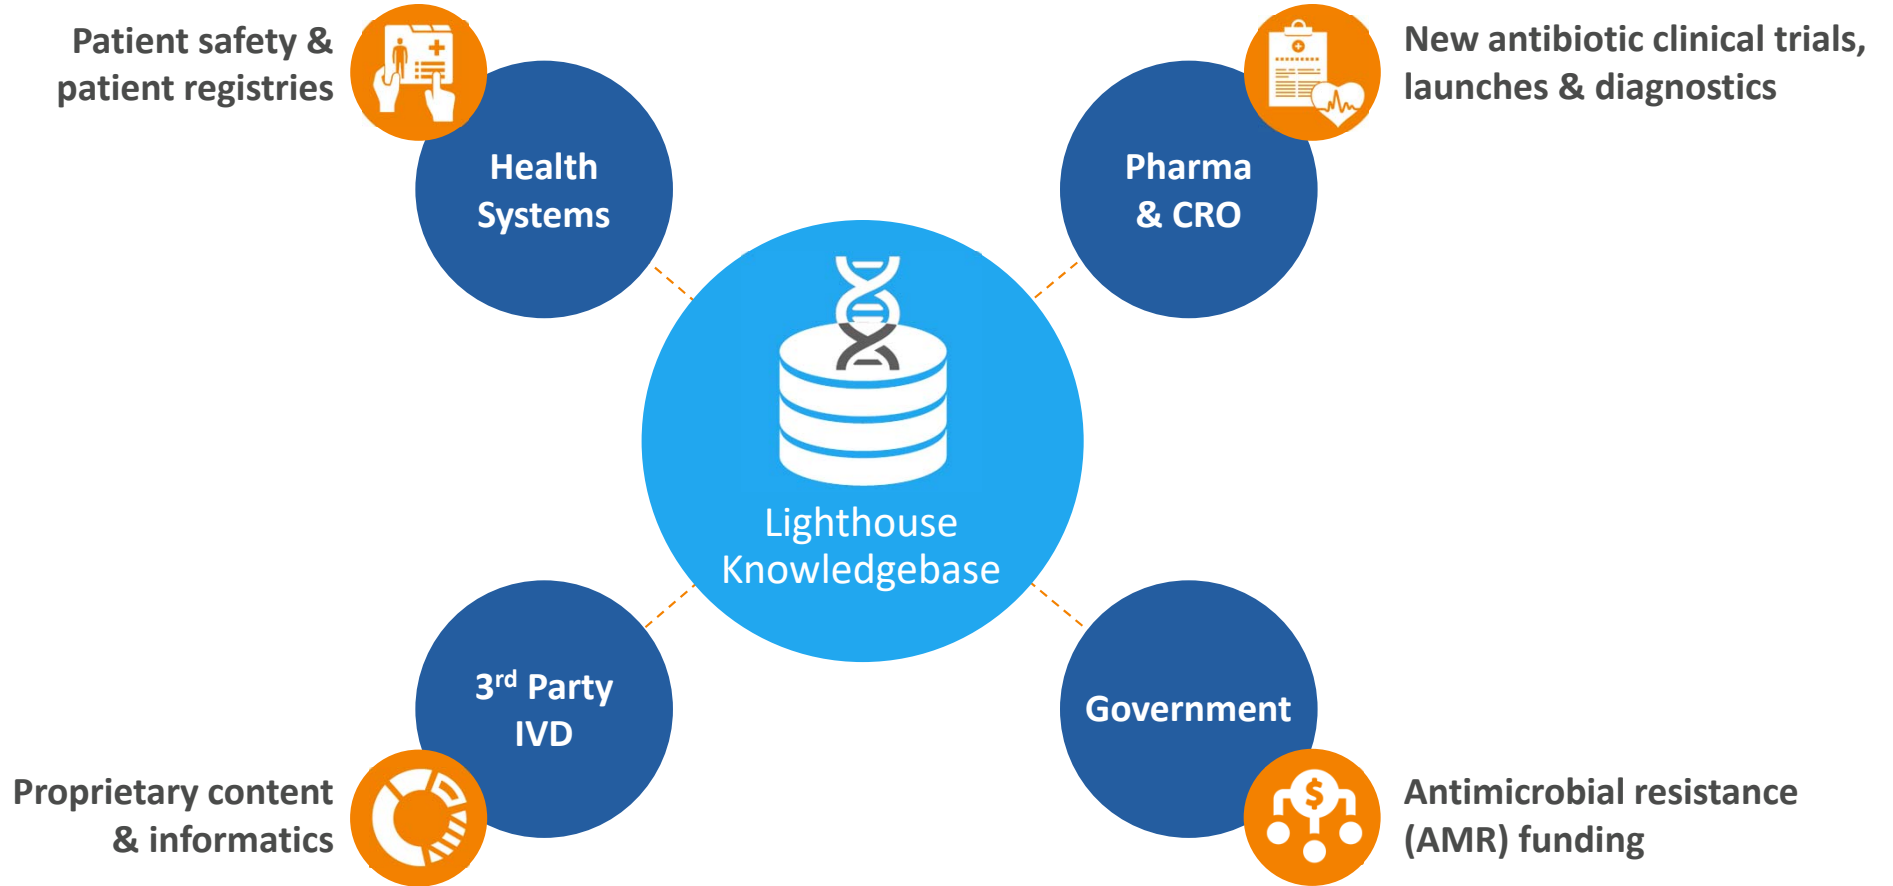 Patient safety &
patient registries
Health
Systems
New antibiotic clinical trials,
launches & diagnostics
Pharma
& CRO
Lighthouse
Knowledgebase
3rd Party
IVD
Proprietary content
& informatics
Government
$
Antimicrobial resistance
(AMR) funding